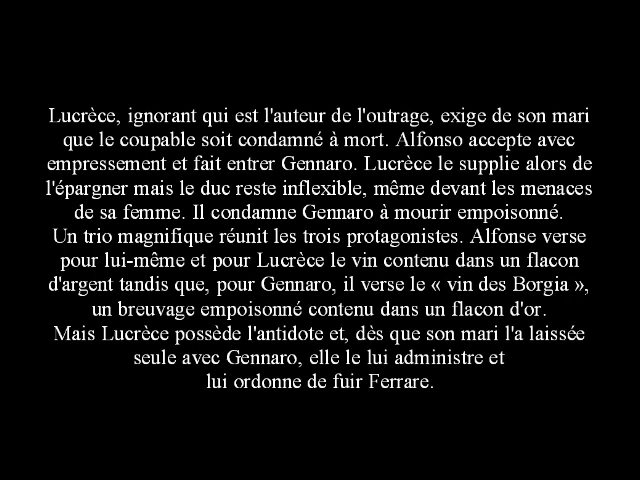 Lucrèce, ignorant qui est l'auteur de l'outrage, exige de son mari
que le coupable soit condamné à mort. Alfonso accepte avec
empressement et fait entrer Gennaro. Lucrèce le supplie alors de
l'épargner mais le duc reste inflexible, même devant les menaces
de sa femme. Il condamne Gennaro à mourir empoisonné.
Un trio magnifique réunit les trois protagonistes. Alfonse verse
pour lui-même et pour Lucrèce le vin contenu dans un flacon
d'argent tandis que, pour Gennaro, il verse le « vin des Borgia »,
un breuvage empoisonné contenu dans un flacon d'or.
Mais Lucrèce possède l'antidote et, dès que son mari l'a laissée
seule avec Gennaro, elle le lui administre et
lui ordonne de fuir Ferrare.